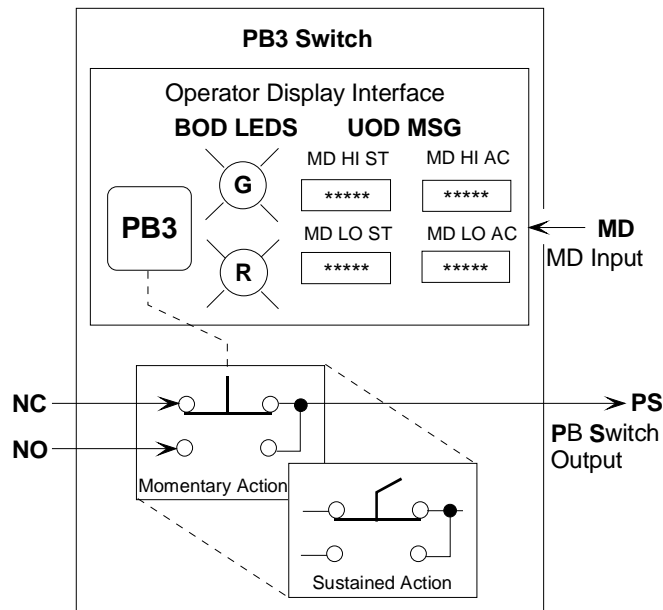 PB3 Switch
Operator Display Interface
BOD LEDS UOD MSG
MD HI ST MD HI AC
G
***** *****
PB3
MD LO ST MD LO AC
R
***** *****
MD
MD Input
NC
PS
NO
PB Switch
Output
Momentary Action
Sustained Action